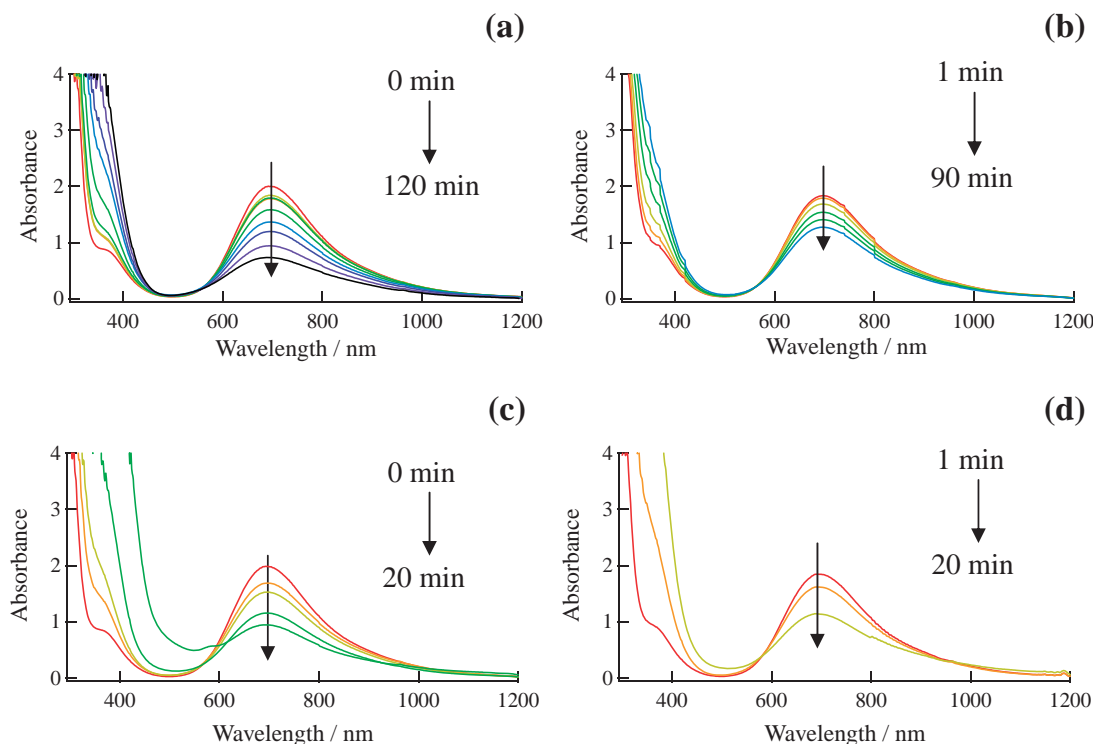 (a)
0 min
120 min
Absorbance
4
3
2
1
0
400 600 800 1000 1200
Wavelength / nm
(b)
1 min
90 min
Absorbance
4
3
2
1
0
400 600 800 1000 1200
Wavelength / nm
(c)
0 min
20 min
Absorbance
4
3
2
1
0
400 600 800 1000 1200
Wavelength / nm
(d)
1 min
20 min
Absorbance
4
3
2
1
0
400 600 800 1000 1200
Wavelength / nm